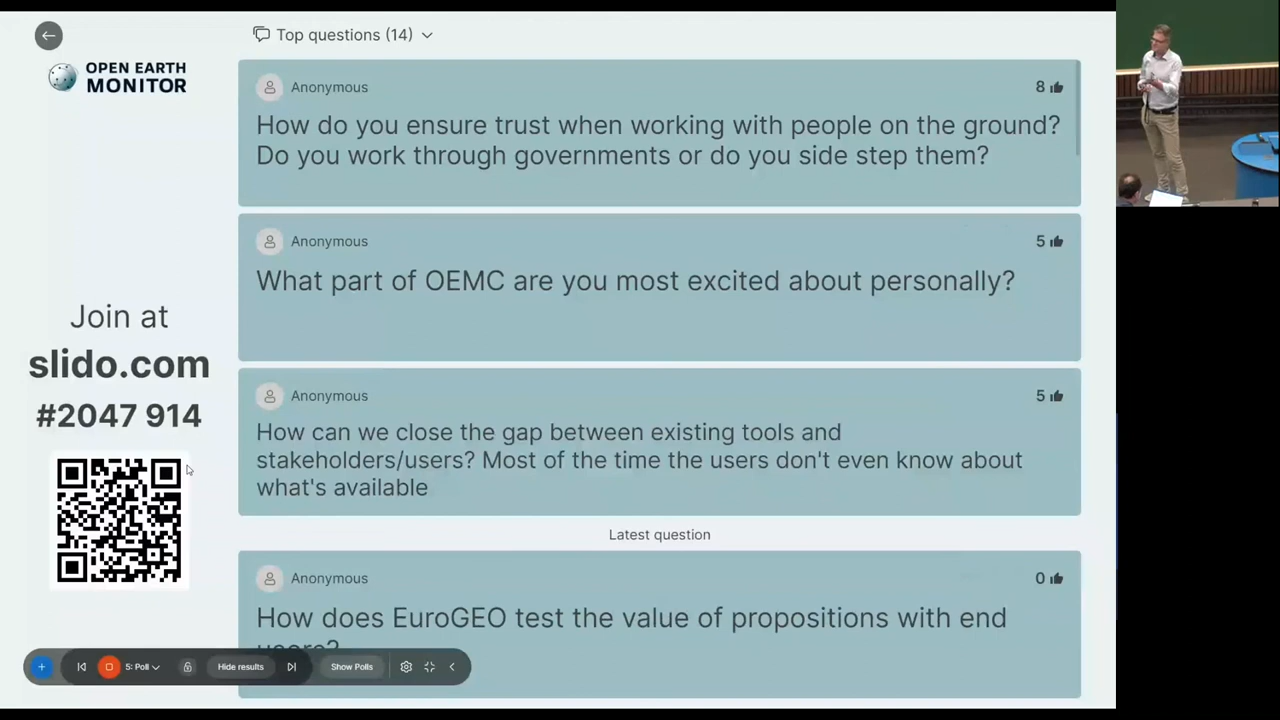 Top questions (14)
OPEN EARTH
MONITOR
Anonymous
8
How do you ensure trust when working with people on the ground?
Do you work through governments or do you side step them?
Anonymous
5
What part of OEMC are you most excited about personally?
Join at
slido.com
#2047 914
Anonymous
5
How can we close the gap between existing tools and
stakeholders/users? Most of the time the users don't even know about
what's available
Latest question
Anonymous
0
How does EuroGEO test the value of propositions with end
users?
5: Poll
Hide results
Show Polls